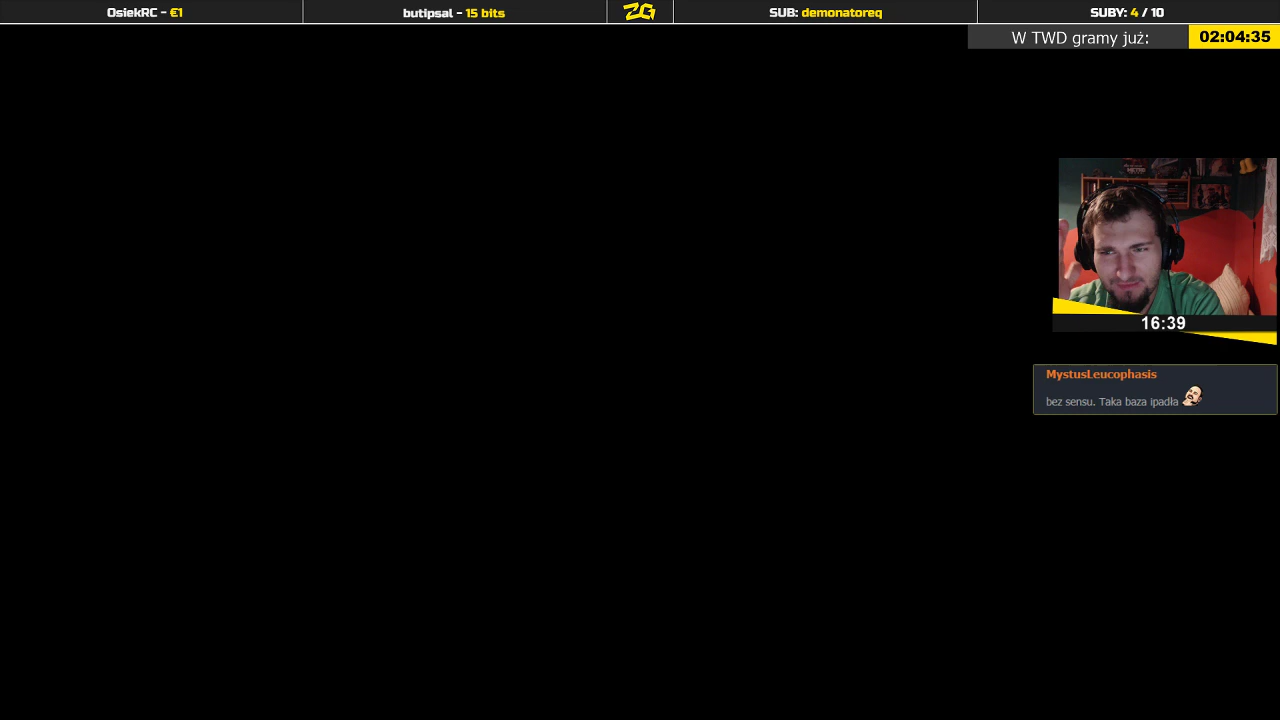 OsiekRC - €1
butipsal - 15 bits
ZG
SUB: demonatoreq
SUBY: 4 / 10
W TWD gramy już:
02:04:35
METRO
16:39
MystusLeucophasis
bez sensu. Taka baza ipadła